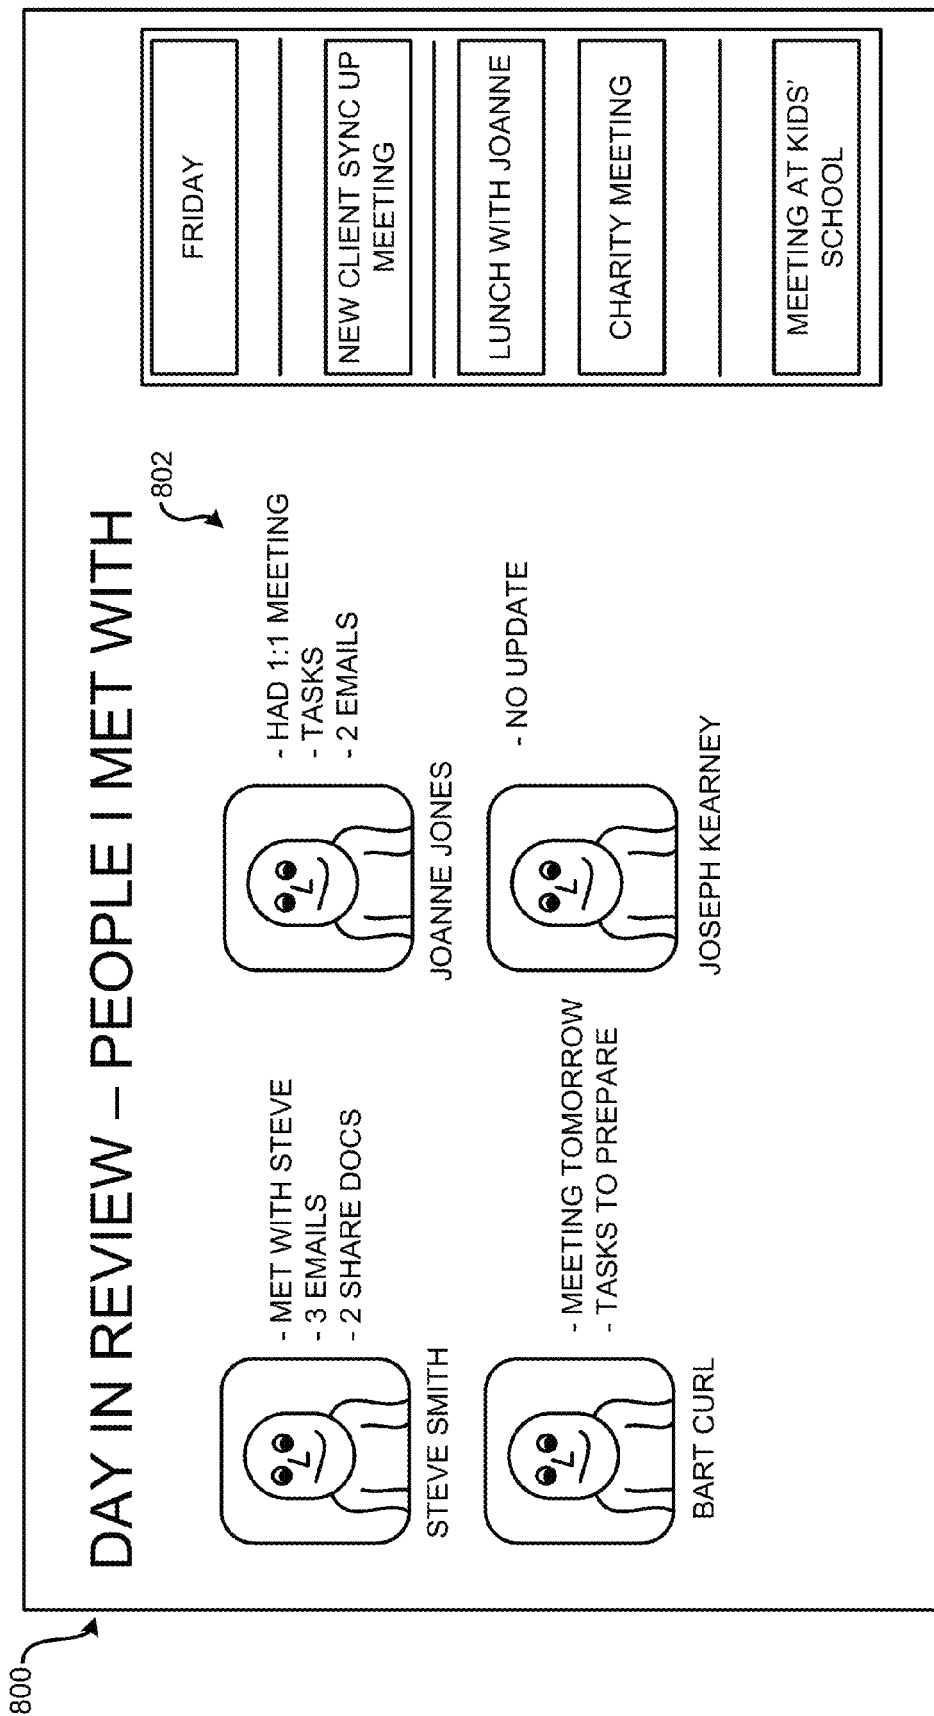 800
DAY IN REVIEW – PEOPLE I MET WITH
802
- MET WITH STEVE
- 3 EMAILS
- 2 SHARE DOCS
STEVE SMITH
- HAD 1:1 MEETING
- TASKS
- 2 EMAILS
JOANNE JONES
- MEETING TOMORROW
- TASKS TO PREPARE
BART CURL
- NO UPDATE
JOSEPH KEARNEY
FRIDAY
NEW CLIENT SYNC UP
MEETING
LUNCH WITH JOANNE
CHARITY MEETING
MEETING AT KIDS'
SCHOOL